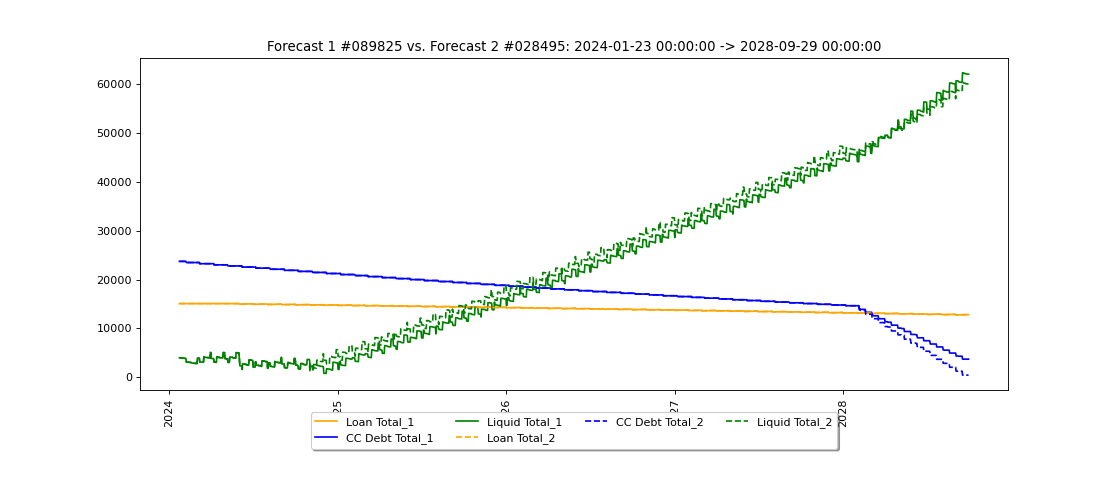 Forecast 1 #089825 vs. Forecast 2 #028495: 2024-01-23 00:00:00 -> 2028-09-29 00:00:00
60000
50000
40000
30000
20000
10000
0
2024
25
26
27
2028
Loan Total_1
Liquid Total_1
CC Debt Total_2
Liquid Total_2
CC Debt Total_1
Loan Total_2